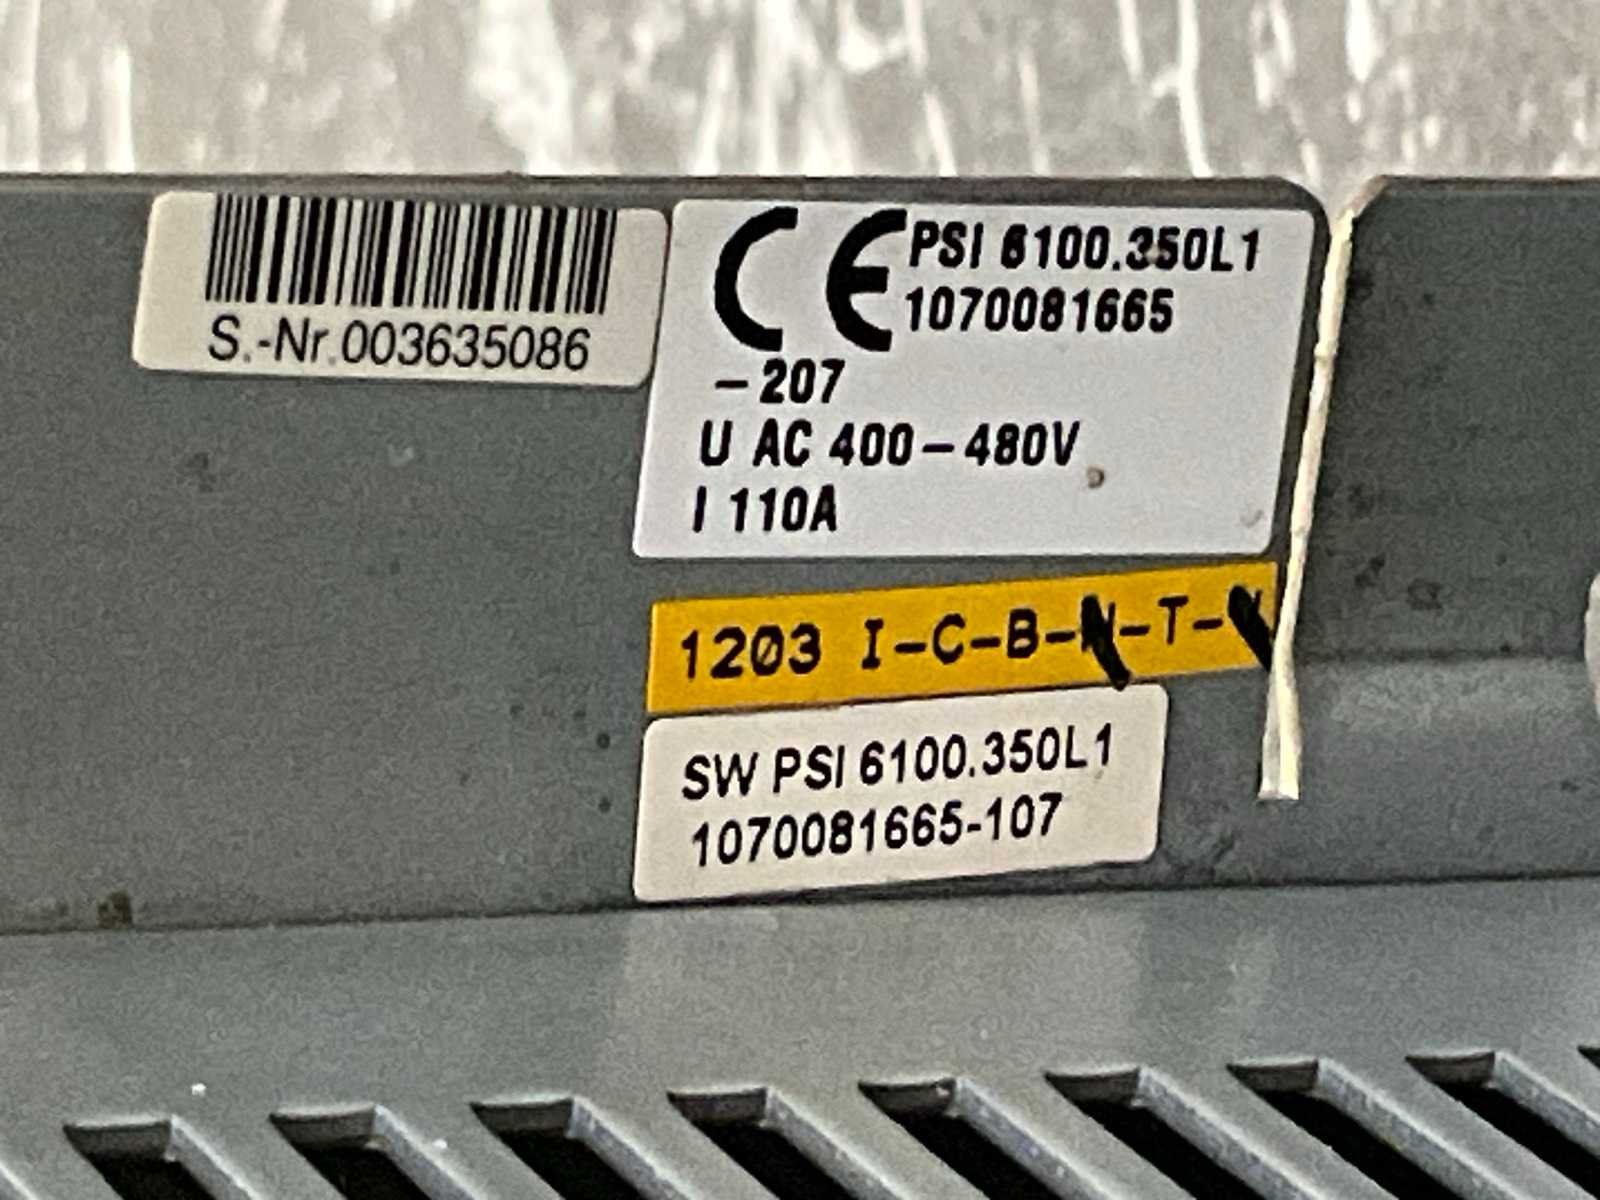 S.-Nr.003635086
CE PSI 6100.350L1
1070081665
-207
U AC 400-480V
I 110A
1203 I-C-B- -T-
SW PSI 6100.350L1
1070081665-107